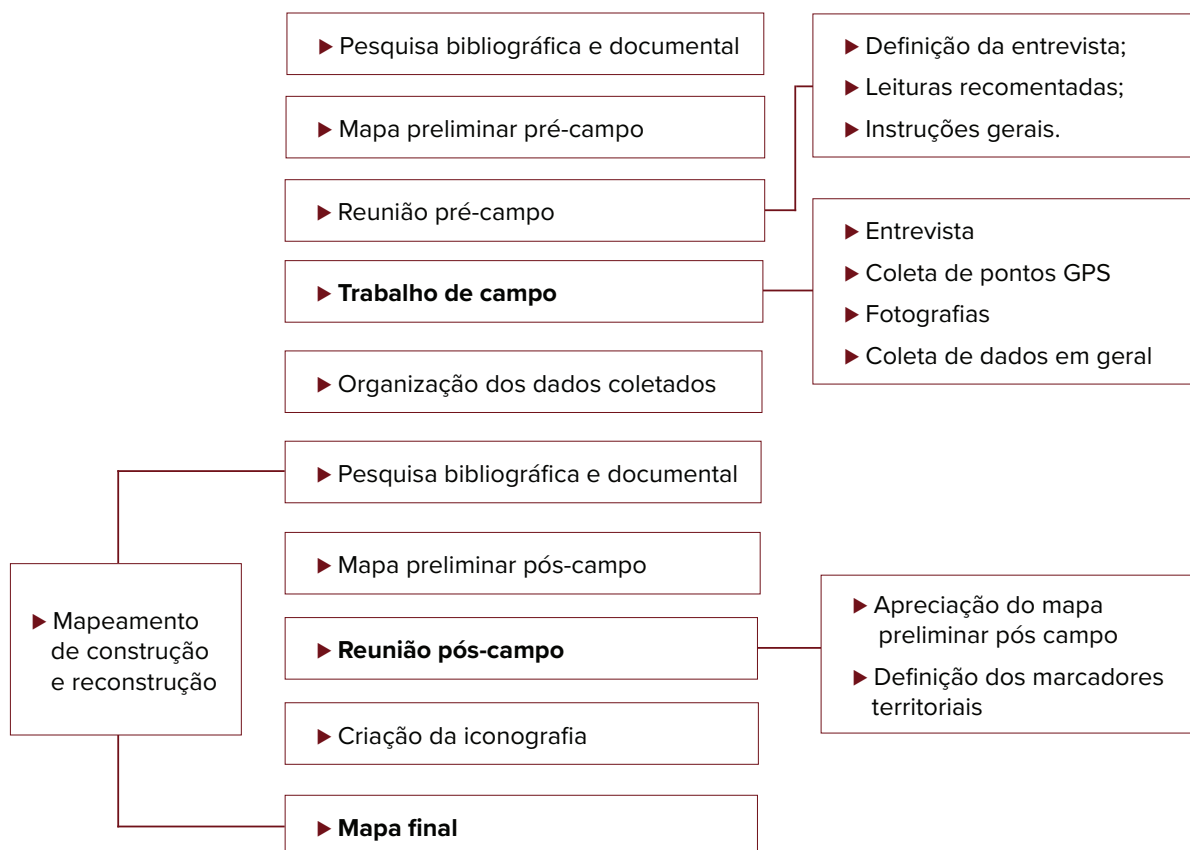 ▶ Pesquisa bibliográfica e documental
▶ Mapa preliminar pré-campo
▶ Reunião pré-campo
▶ Definição da entrevista;
▶ Leituras recomentadas;
▶ Instruções gerais.
▶ Trabalho de campo
▶ Entrevista
▶ Coleta de pontos GPS
▶ Fotografias
▶ Coleta de dados em geral
▶ Organização dos dados coletados
▶ Mapeamento
de construção
e reconstrução
▶ Pesquisa bibliográfica e documental
▶ Mapa preliminar pós-campo
▶ Reunião pós-campo
▶ Apreciação do mapa
preliminar pós campo
▶ Definição dos marcadores
territoriais
▶ Criação da iconografia
▶ Mapa final